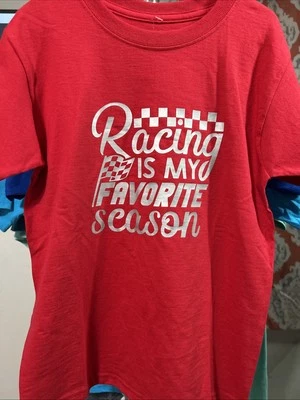 Racing
IS MY
FAVORITE
season